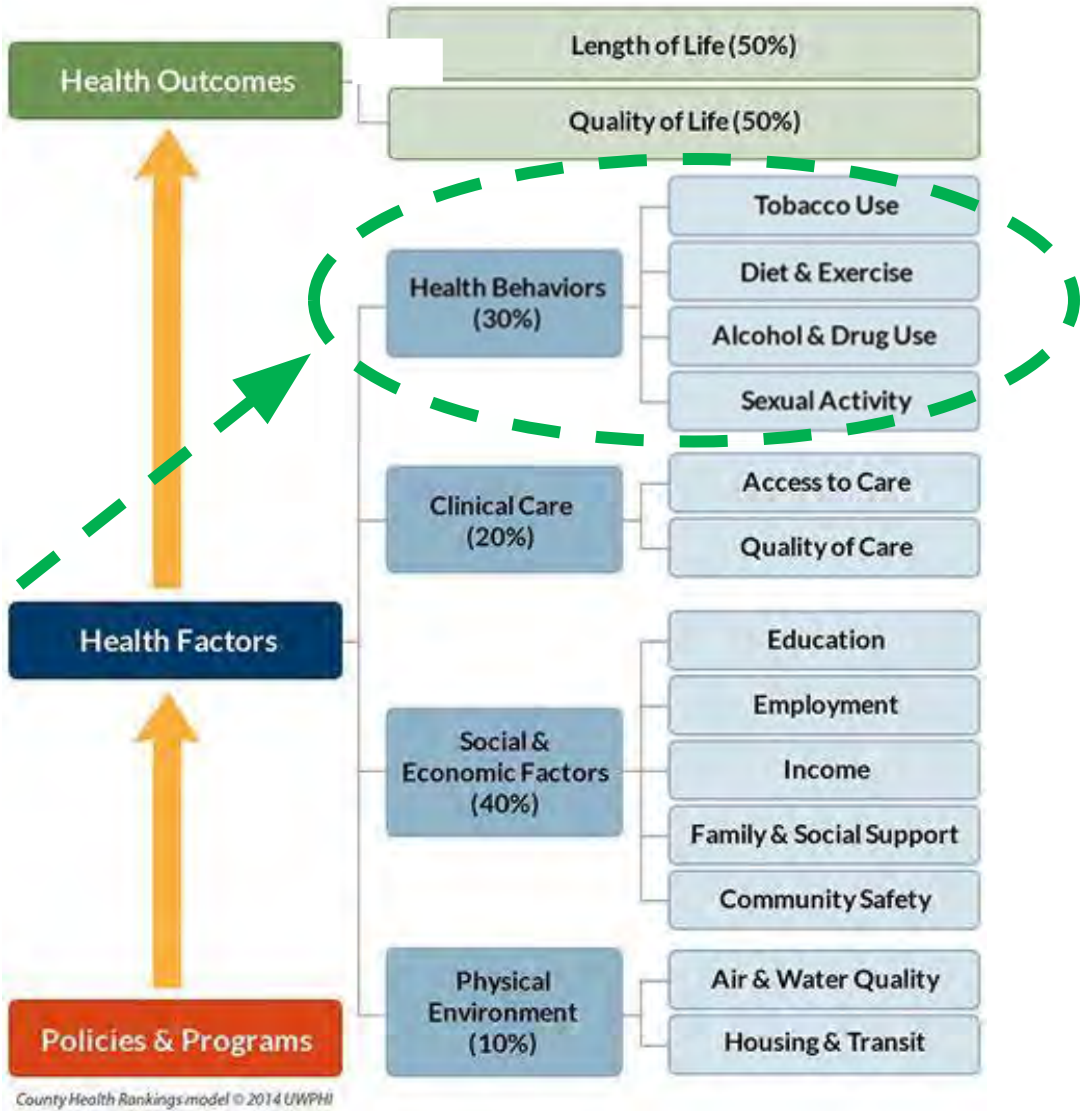 Health Outcomes
Length of Life (50%)
Quality of Life (50%)
Health Behaviors
(30%)
Tobacco Use
Diet & Exercise
Alcohol & Drug Use
Sexual Activity
Clinical Care
(20%)
Access to Care
Quality of Care
Health Factors
Social &
Economic Factors
(40%)
Education
Employment
Income
Family & Social Support
Community Safety
Physical
Environment
(10%)
Air & Water Quality
Housing & Transit
Policies & Programs
County Health Rankings model © 2014 UWPHI